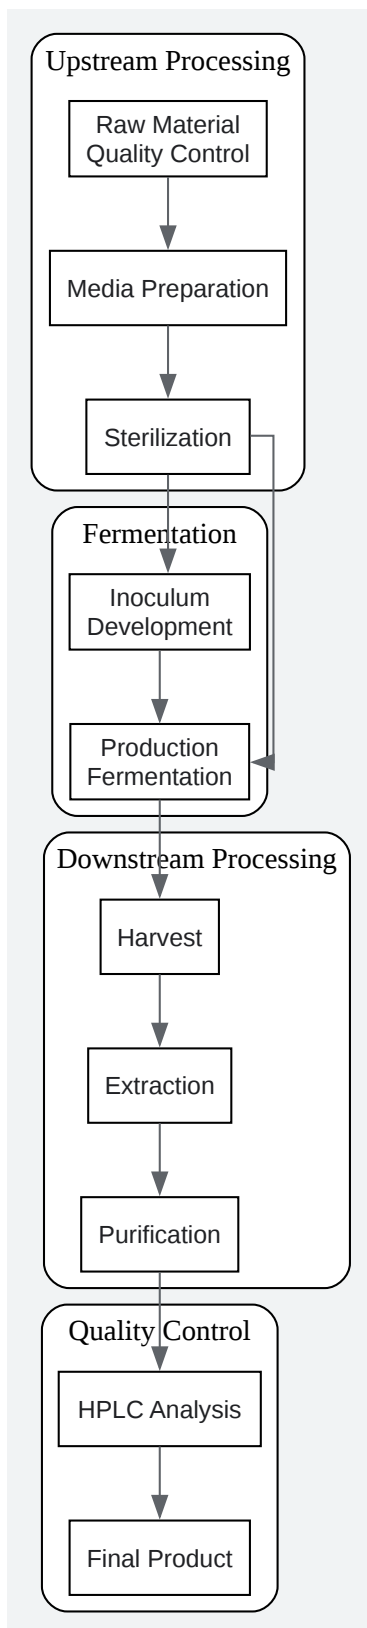 Upstream Processing
Raw Material
Quality Control
Media Preparation
Sterilization
Fermentation
Inoculum
Development
Production
Fermentation
Downstream Processing
Harvest
Extraction
Purification
Quality Control
HPLC Analysis
Final Product